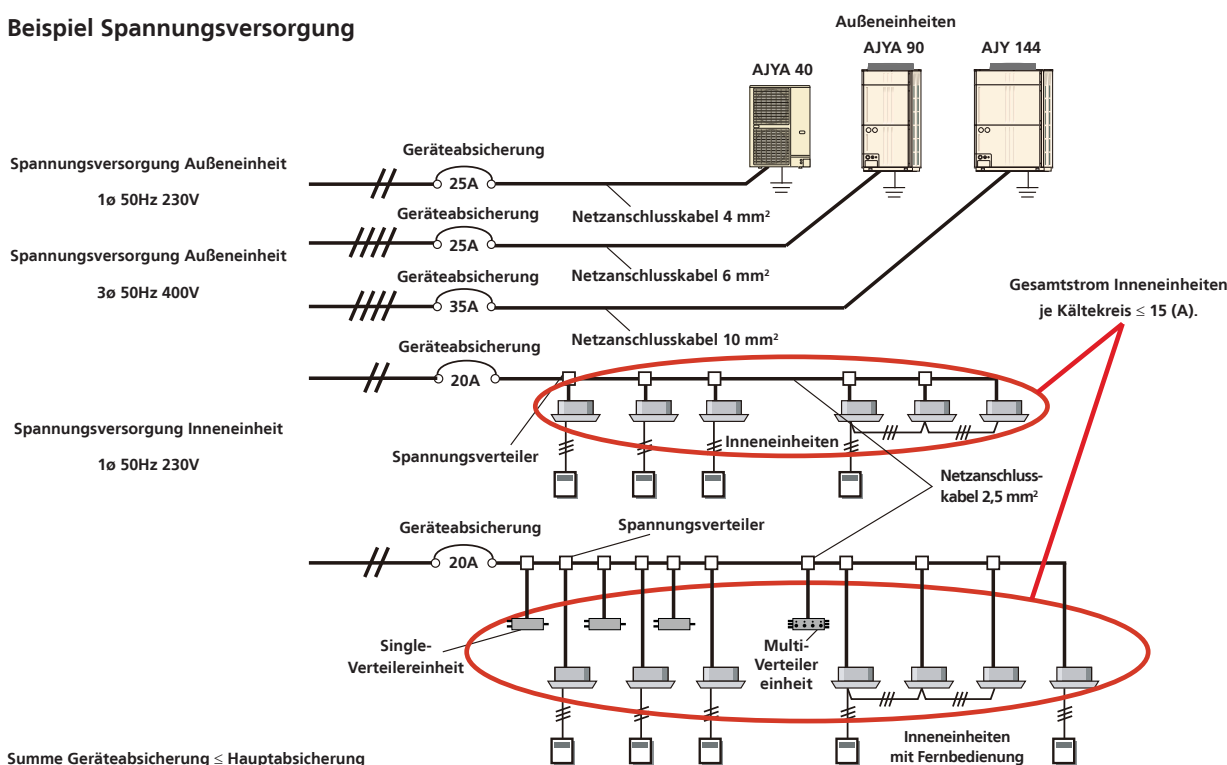 Beispiel Spannungsversorgung
Außeneinheiten
AJYA 40
AJYA 90
AJY 144
Spannungsversorgung Außeneinheit
1ø 50Hz 230V
Geräteabsicherung
25A
Netzanschlusskabel 4 mm²
Spannungsversorgung Außeneinheit
3ø 50Hz 400V
Geräteabsicherung
25A
Netzanschlusskabel 6 mm²
Geräteabsicherung
35A
Netzanschlusskabel 10 mm²
Gesamtstrom Inneneinheiten
je Kältekreis ≤ 15 (A).
Spannungsversorgung Inneneinheit
1ø 50Hz 230V
Geräteabsicherung
20A
Spannungsverteiler
Inneneinheiten
Netzanschluss-
kabel 2,5 mm²
Geräteabsicherung
20A
Spannungsverteiler
Single-
Verteilereinheit
Multi-
Verteiler
einheit
Inneneinheiten
mit Fernbedienung
Summe Geräteabsicherung ≤ Hauptabsicherung